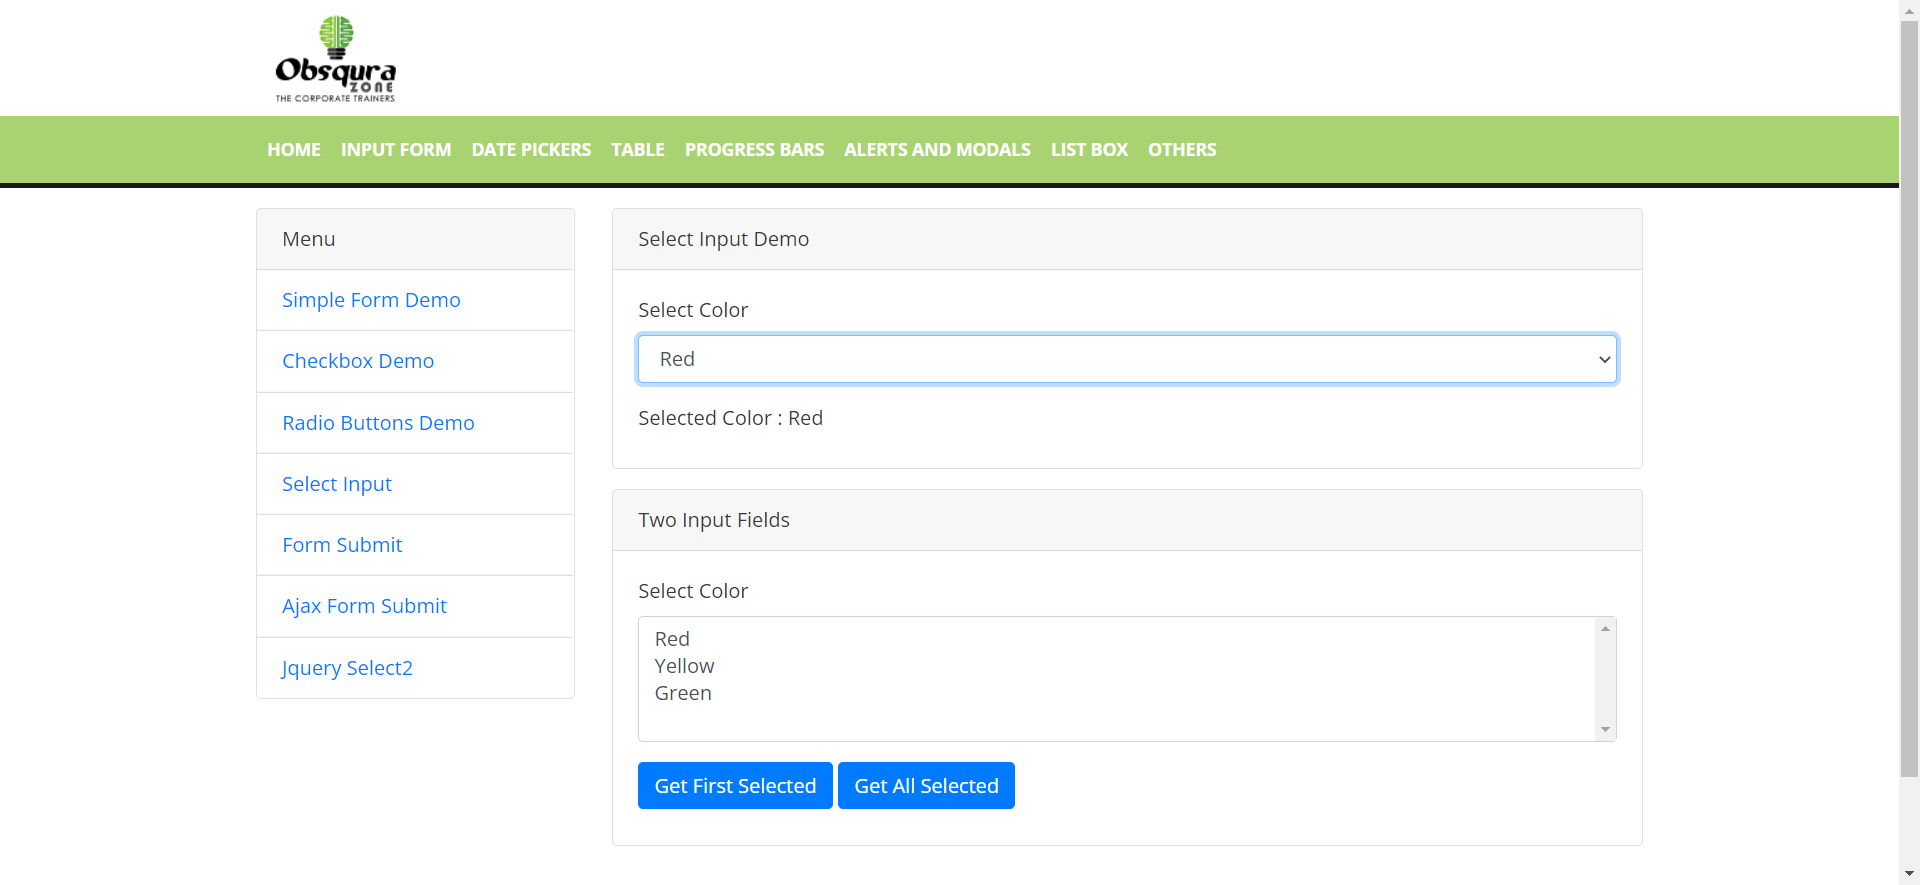 Obsqura
ZONE
THE CORPORATE TRAINERS
HOME INPUT FORM DATE PICKERS TABLE PROGRESS BARS ALERTS AND MODALS LIST BOX OTHERS
Menu
Simple Form Demo
Checkbox Demo
Radio Buttons Demo
Select Input
Form Submit
Ajax Form Submit
Jquery Select2
Select Input Demo
Select Color
Red
Selected Color : Red
Two Input Fields
Select Color
Red
Yellow
Green
Get First Selected Get All Selected